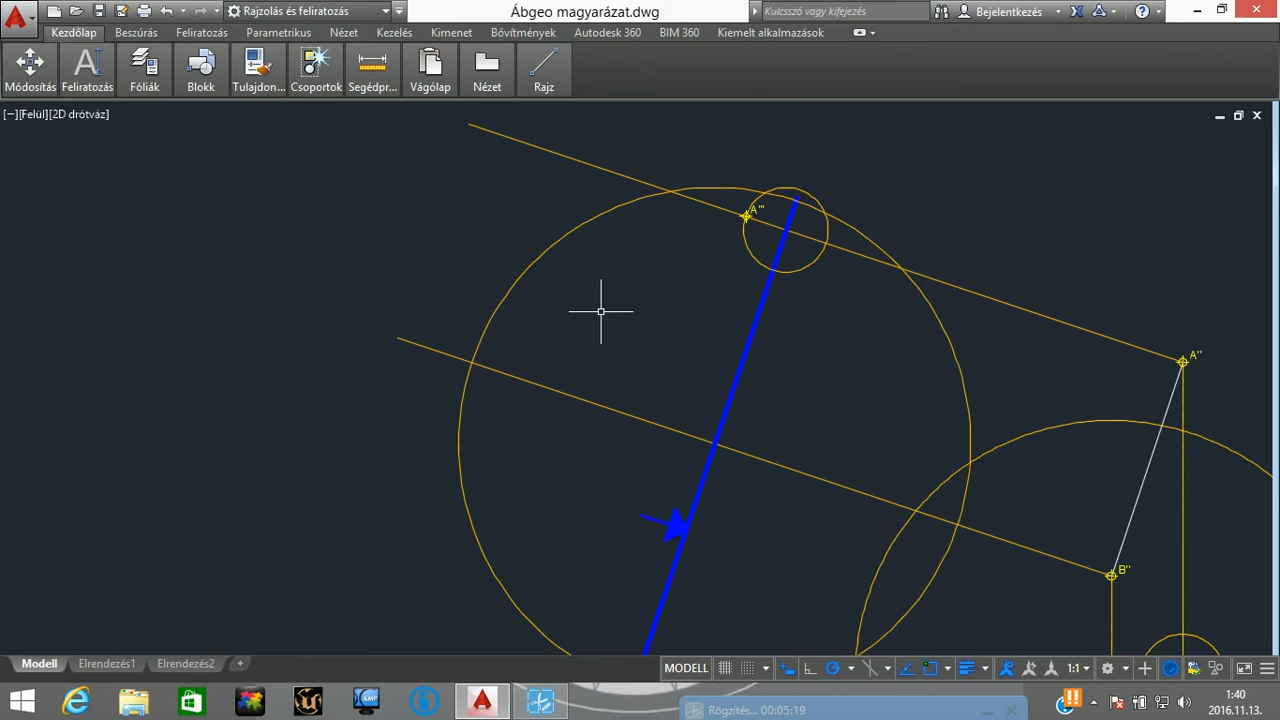 Rajzolás és feliratozás
Ábgeo magyarázat.dwg
Kulcsszó vagy kifejezés
Bejelentkezés
Kezdőlap Beszúrás Feliratozás Parametrikus Nézet Kezelés Kimenet Bővítmények Autodesk 360 BIM 360 Kiemelt alkalmazások
Módosítás Feliratozás Fóliák Blokk Tulajdon... Csoportok Segédpr... Vágólap Nézet Rajz
[−][Felül][2D drótváz]
A'''
A''
B''
Modell Elrendezés1 Elrendezés2 +
MODELL 1:1
Rögzítés... 00:05:19
1:40
2016.11.13.